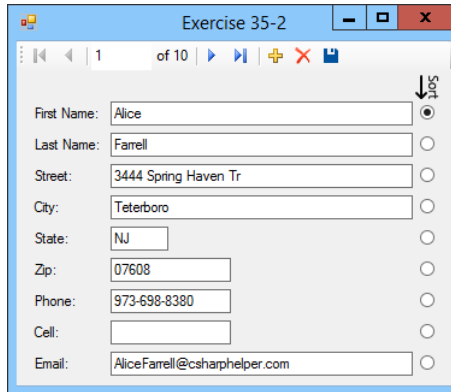 Exercise 35-2
1 of 10
Sort
First Name: Alice
Last Name: Farrell
Street: 3444 Spring Haven Tr
City: Teterboro
State: NJ
Zip: 07608
Phone: 973-698-8380
Cell:
Email: AliceFarrell@csharphelper.com